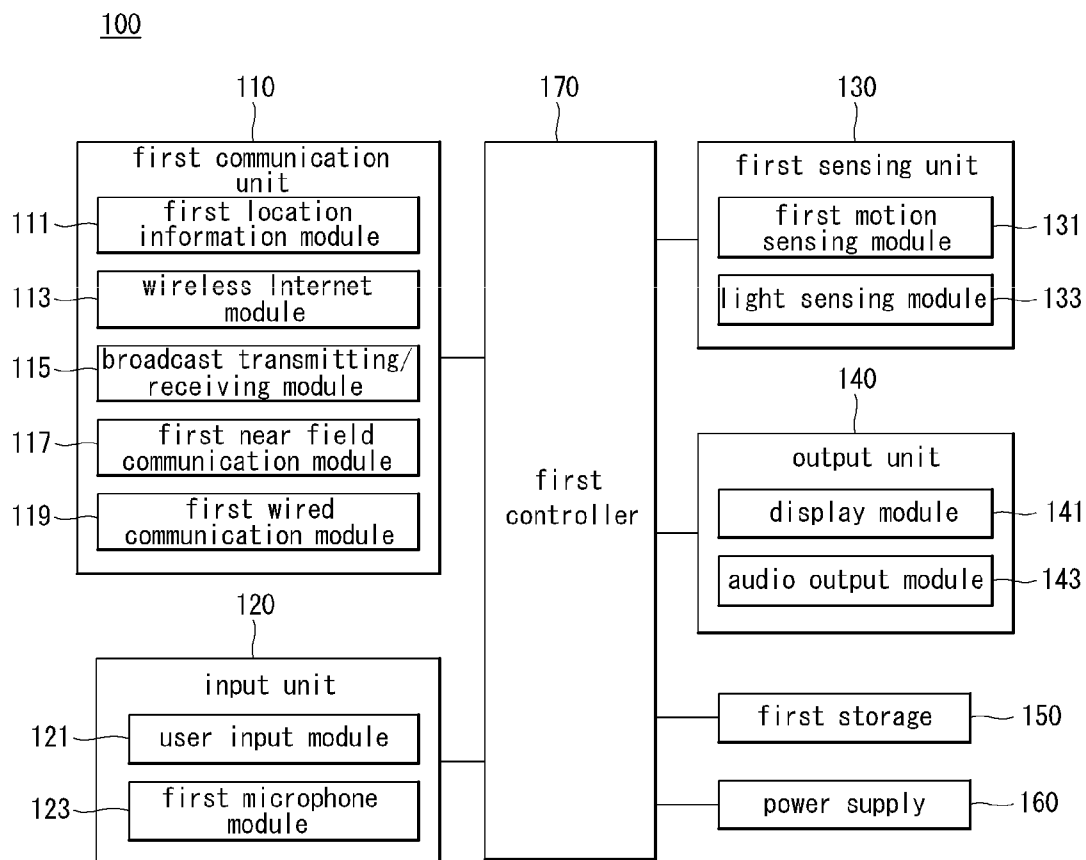 100
110
first communication
unit
111
first location
information module
113
wireless Internet
module
115
broadcast transmitting/
receiving module
117
first near field
communication module
119
first wired
communication module
120
input unit
121
user input module
123
first microphone
module
170
first
controller
130
first sensing unit
first motion
sensing module
131
light sensing module
133
140
output unit
display module
141
audio output module
143
first storage
150
power supply
160